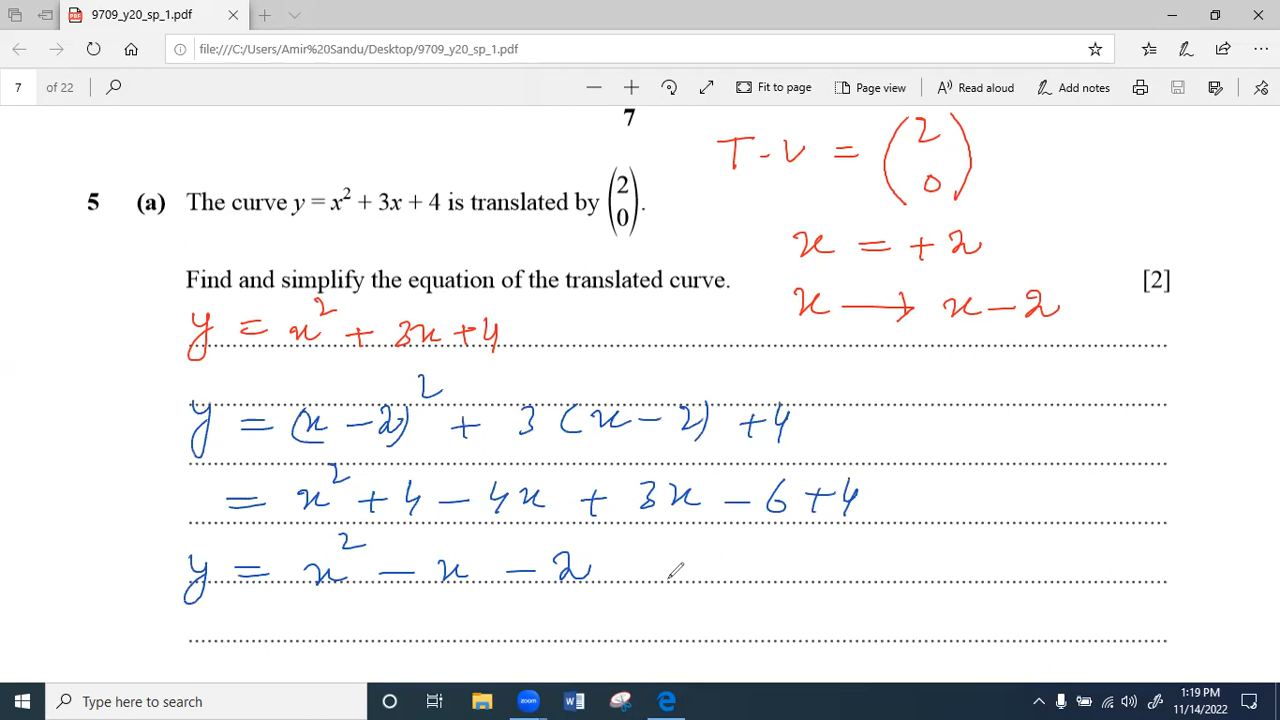 9709_y20_sp_1.pdf
file:///C:/Users/Amir%20Sandu/Desktop/9709_y20_sp_1.pdf
7 of 22
Fit to page
Page view
Read aloud
Add notes
7
T-V = (2 0)
5 (a) The curve y = x² + 3x + 4 is translated by (2 0).
x = +2
Find and simplify the equation of the translated curve. [2]
x → x-2
y = x² + 3x + 4
y = (x-2)² + 3(x-2) + 4
= x² + 4 - 4x + 3x - 6 + 4
y = x² - x - 2
Type here to search
zoom
1:19 PM
11/14/2022